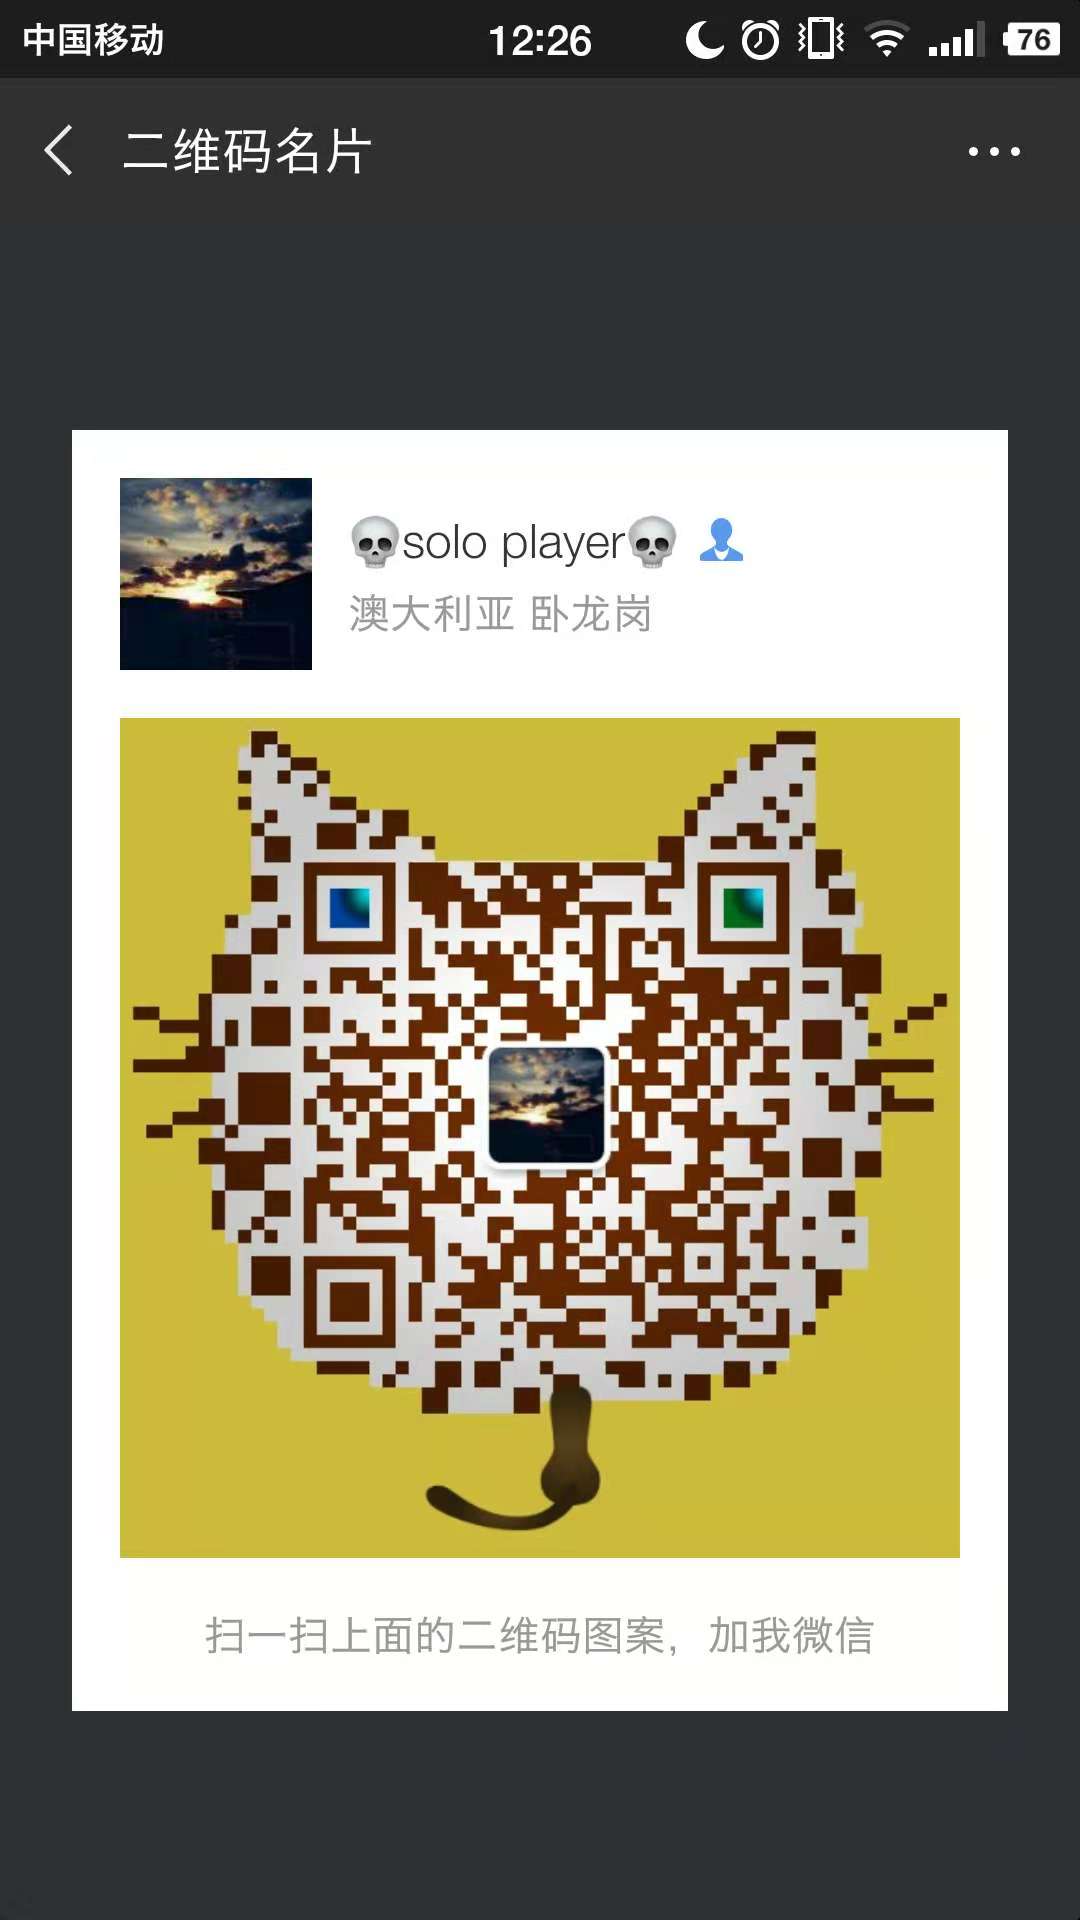 中国移动 12:26 76
二维码名片
💀solo player💀
澳大利亚 卧龙岗
扫一扫上面的二维码图案，加我微信